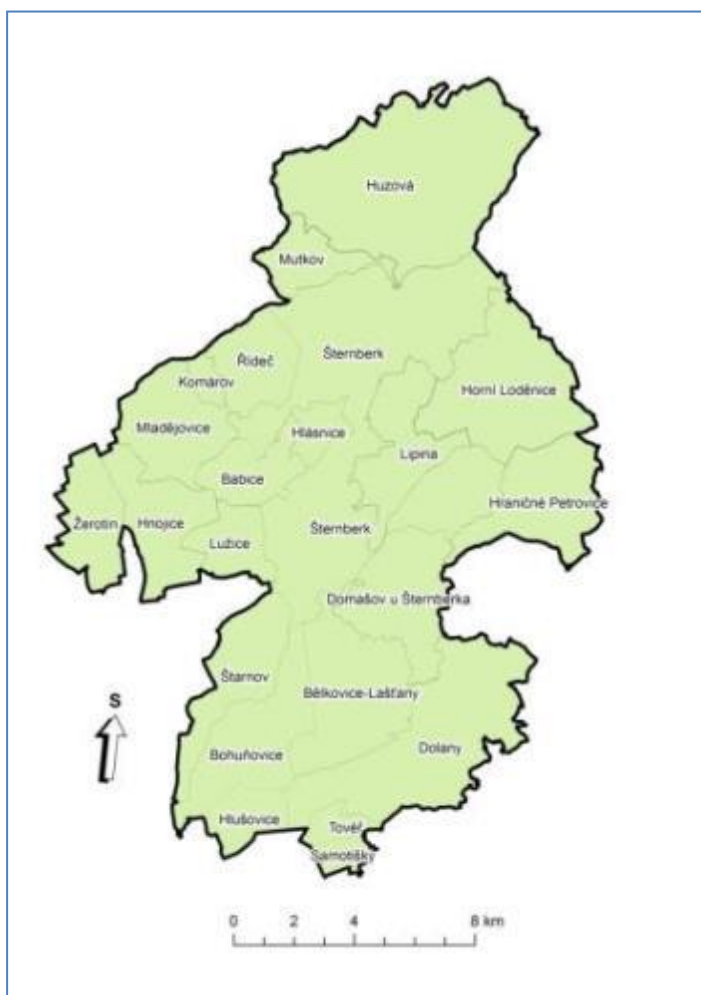 Huzová
Mutkov
Šternberk
Řídeč
Komárov
Horní Loděnice
Mladějovice
Hlásnice
Lipina
Babice
Hraničné Petrovice
Žerotín
Hnojice
Šternberk
Lužice
Domašov u Šternberka
Štarnov
Bělkovice-Lašťany
S
Dolany
Bohuňovice
Hlušovice
Tovéř
Samotišky
0 2 4 8 km